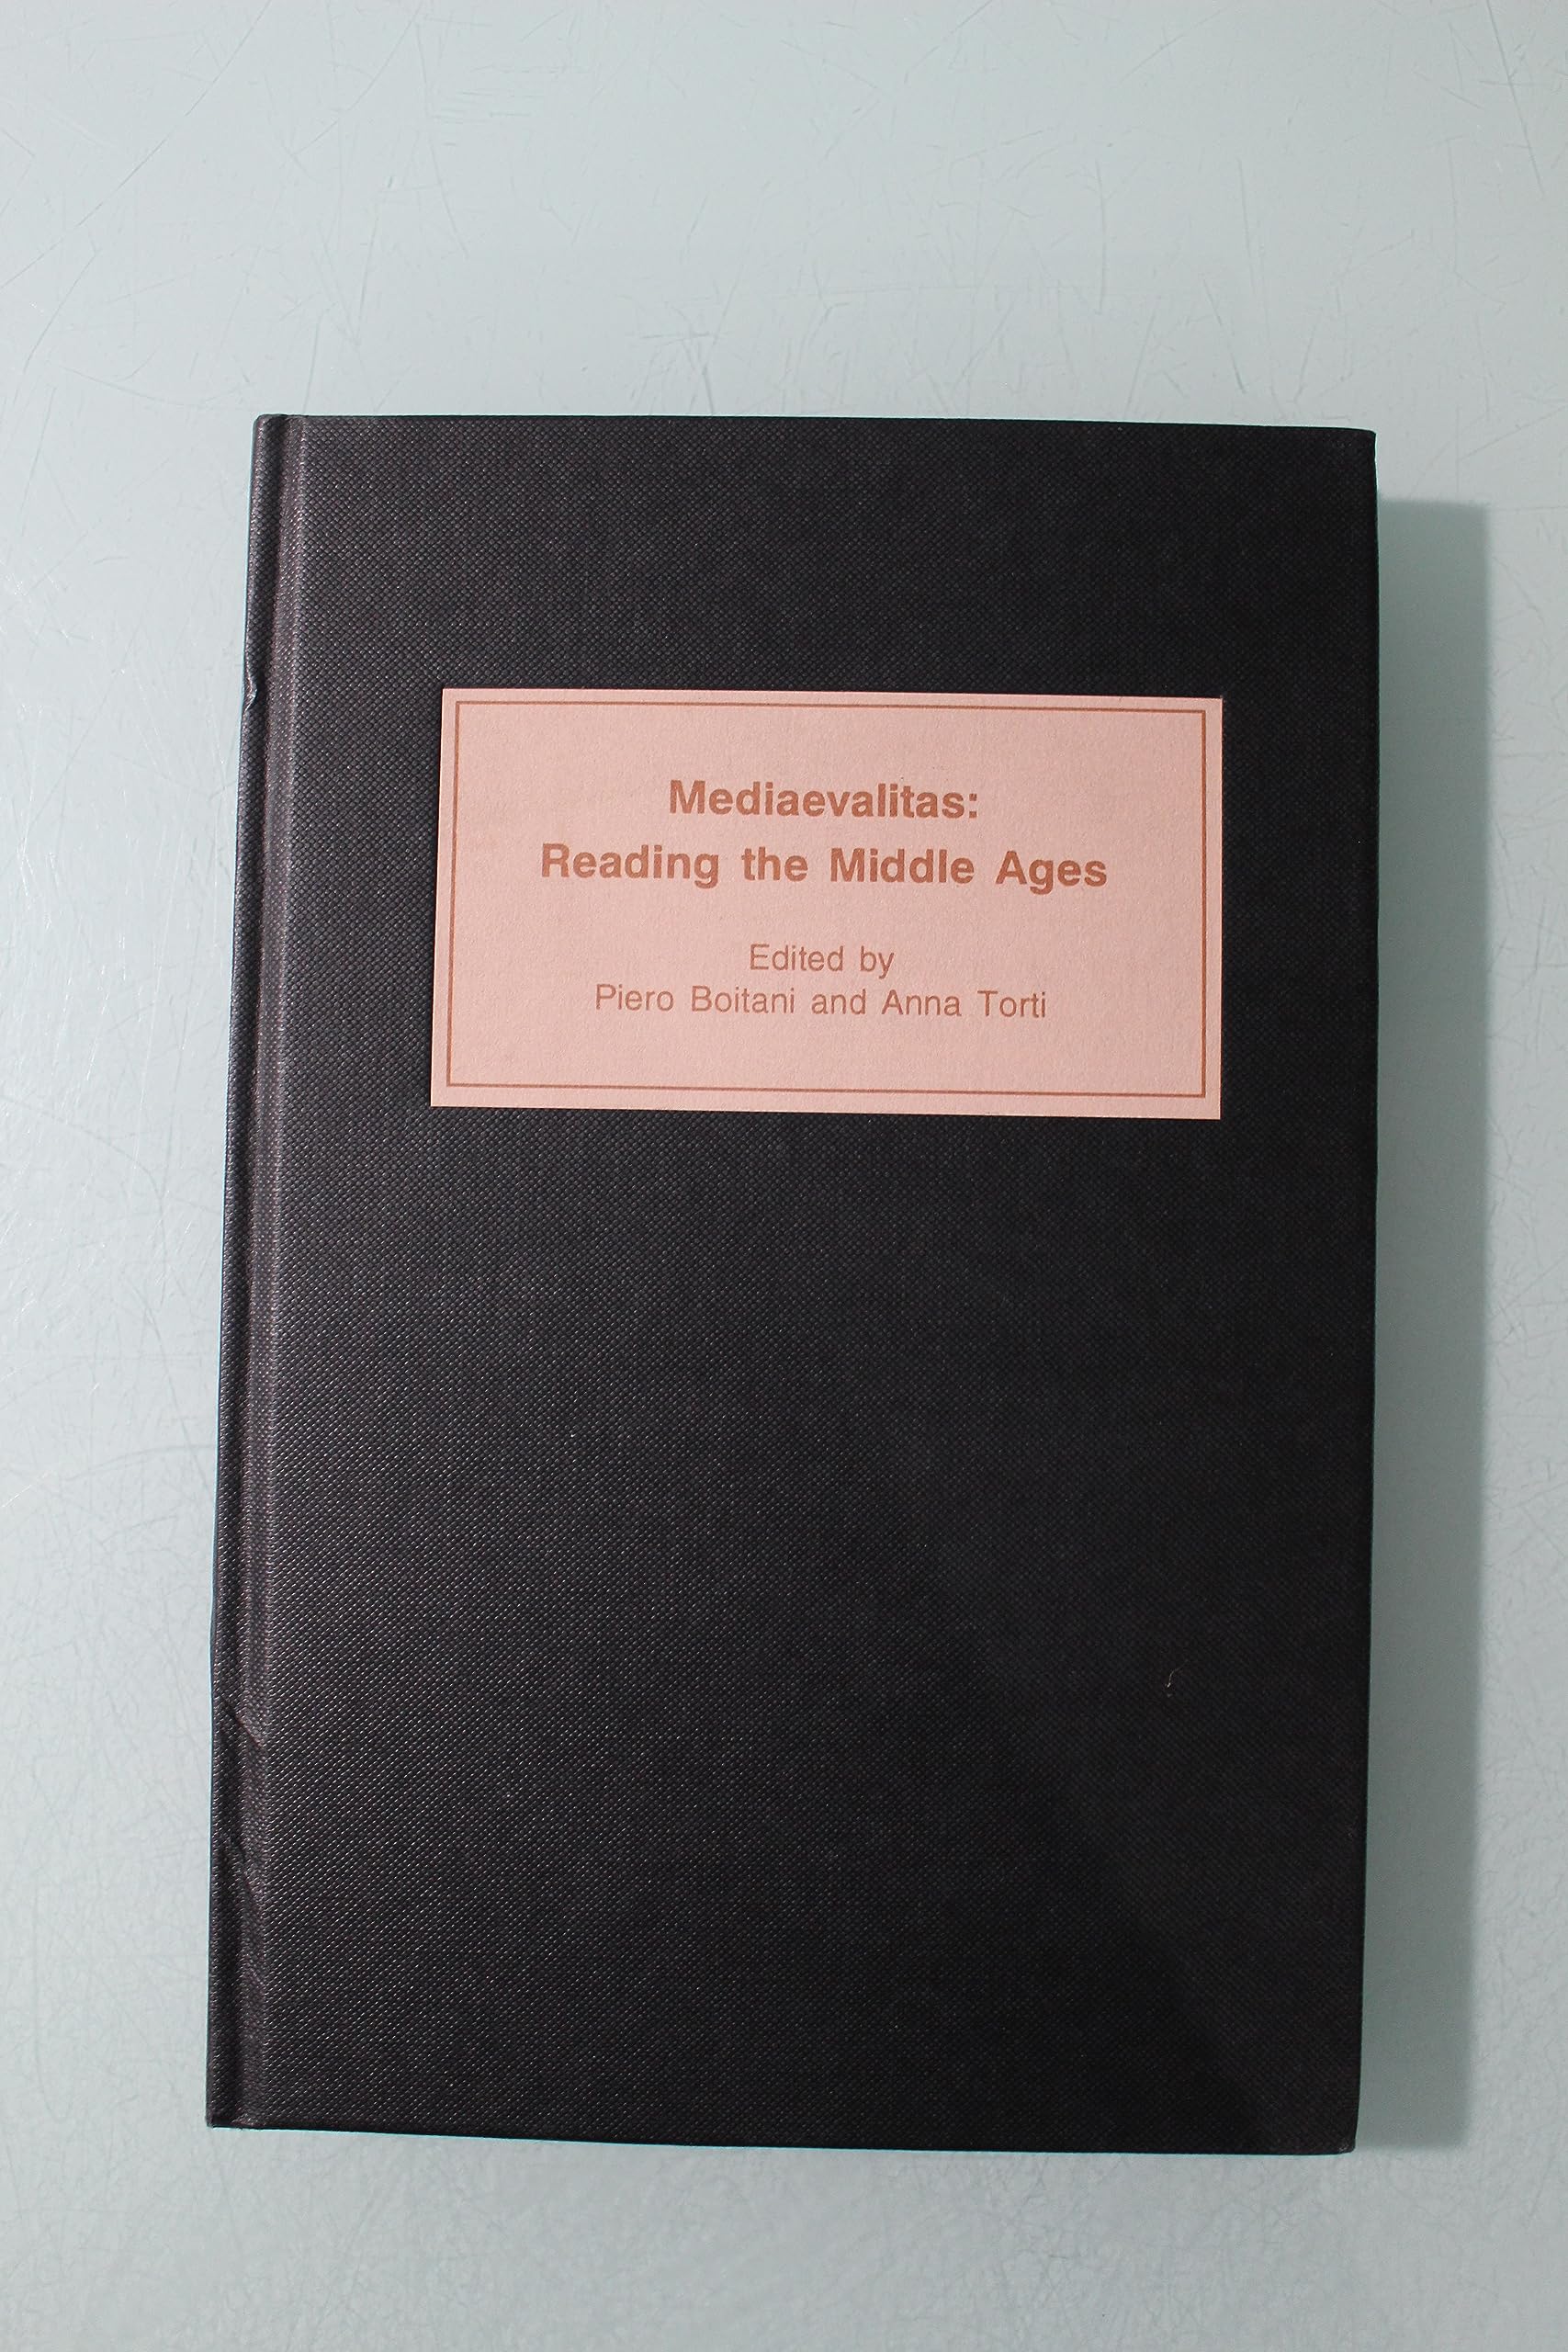 Mediaevalitas:
Reading the Middle Ages
Edited by
Piero Boitani and Anna Torti